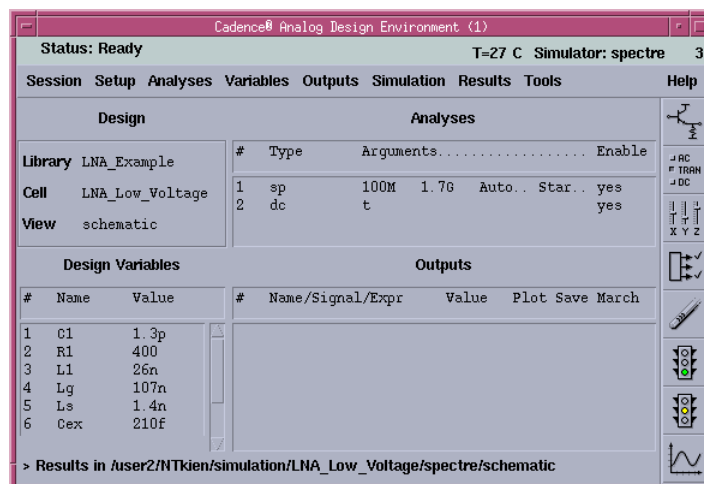 Cadence® Analog Design Environment (1)
Status: Ready T=27 C Simulator: spectre 3
Session Setup Analyses Variables Outputs Simulation Results Tools Help
Design
Library LNA_Example
Cell LNA_Low_Voltage
View schematic
Analyses
# Type Arguments.................. Enable
1 sp 100M 1.7G Auto.. Star.. yes
2 dc t yes
Design Variables
# Name Value
1 C1 1.3p
2 R1 400
3 L1 26n
4 Lg 107n
5 Ls 1.4n
6 Cex 210f
Outputs
# Name/Signal/Expr Value Plot Save March
AC
TRAN
DC
X Y Z
> Results in /user2/NTkien/simulation/LNA_Low_Voltage/spectre/schematic